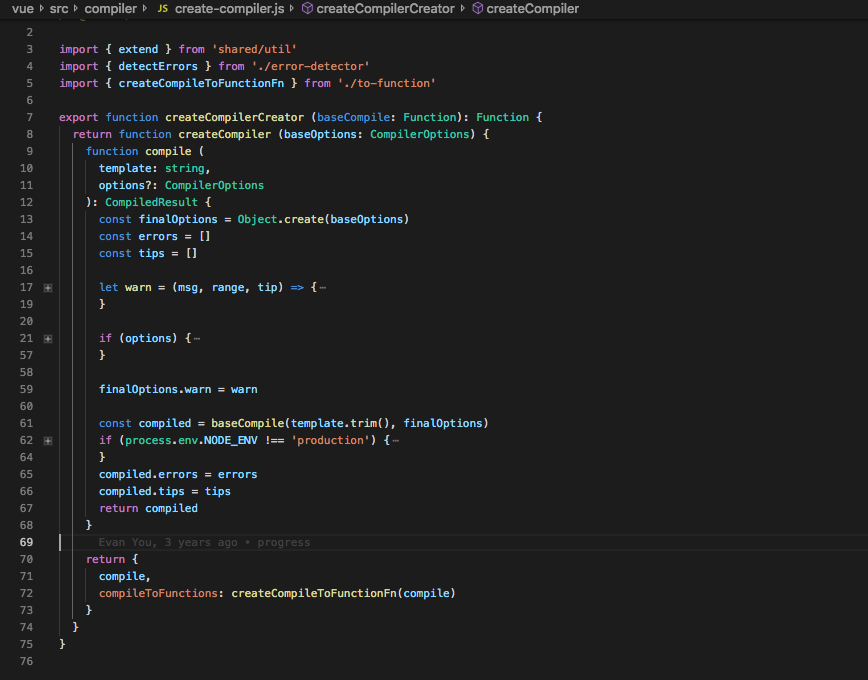 vue › src › compiler › JS create-compiler.js › createCompilerCreator › createCompiler
2
3 import { extend } from 'shared/util'
4 import { detectErrors } from './error-detector'
5 import { createCompileToFunctionFn } from './to-function'
6
7 export function createCompilerCreator (baseCompile: Function): Function {
8   return function createCompiler (baseOptions: CompilerOptions) {
9     function compile (
10       template: string,
11       options?: CompilerOptions
12     ): CompiledResult {
13       const finalOptions = Object.create(baseOptions)
14       const errors = []
15       const tips = []
16
17       let warn = (msg, range, tip) => {⋯
19       }
20
21       if (options) {⋯
57       }
58
59       finalOptions.warn = warn
60
61       const compiled = baseCompile(template.trim(), finalOptions)
62       if (process.env.NODE_ENV !== 'production') {⋯
64       }
65       compiled.errors = errors
66       compiled.tips = tips
67       return compiled
68     }
69       Evan You, 3 years ago • progress
70     return {
71       compile,
72       compileToFunctions: createCompileToFunctionFn(compile)
73     }
74   }
75 }
76